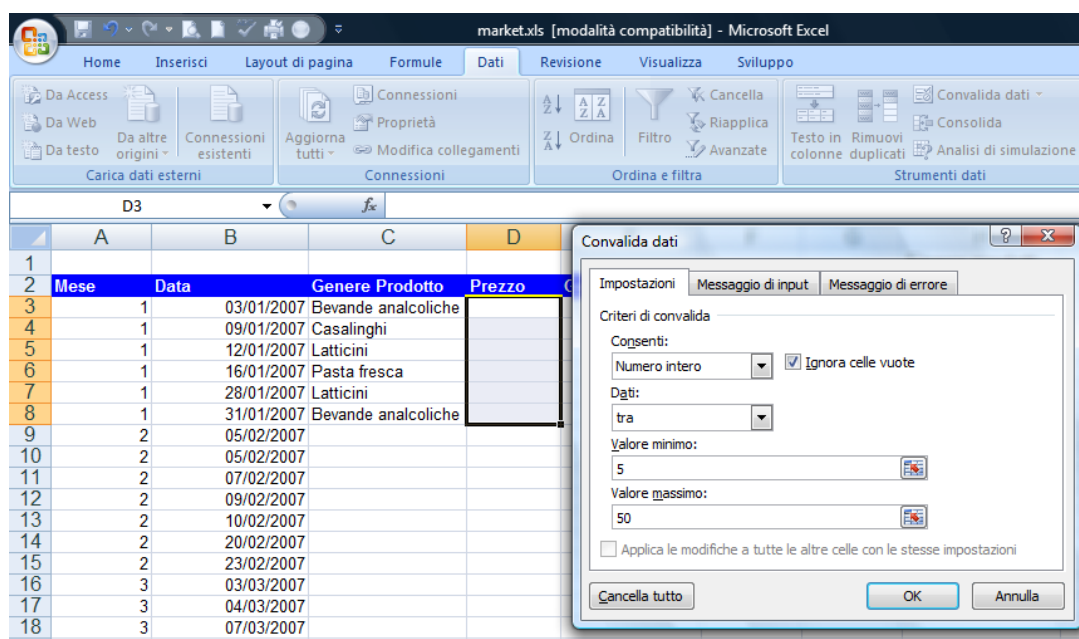 market.xls [modalità compatibilità] - Microsoft Excel
Home Inserisci Layout di pagina Formule Dati Revisione Visualizza Sviluppo
Da Access
Da Web
Da testo
Da altre origini
Connessioni esistenti
Carica dati esterni
Aggiorna tutti
Connessioni
Proprietà
Modifica collegamenti
Connessioni
Ordina
Filtro
Cancella
Riapplica
Avanzate
Ordina e filtra
Testo in colonne
Rimuovi duplicati
Convalida dati
Consolida
Analisi di simulazione
Strumenti dati
D3 fx
A B C D
1
2 Mese Data Genere Prodotto Prezzo
3 1 03/01/2007 Bevande analcoliche
4 1 09/01/2007 Casalinghi
5 1 12/01/2007 Latticini
6 1 16/01/2007 Pasta fresca
7 1 28/01/2007 Latticini
8 1 31/01/2007 Bevande analcoliche
9 2 05/02/2007
10 2 05/02/2007
11 2 07/02/2007
12 2 09/02/2007
13 2 10/02/2007
14 2 20/02/2007
15 2 23/02/2007
16 3 03/03/2007
17 3 04/03/2007
18 3 07/03/2007
Convalida dati
Impostazioni Messaggio di input Messaggio di errore
Criteri di convalida
Consenti:
Numero intero Ignora celle vuote
Dati:
tra
Valore minimo:
5
Valore massimo:
50
Applica le modifiche a tutte le altre celle con le stesse impostazioni
Cancella tutto OK Annulla